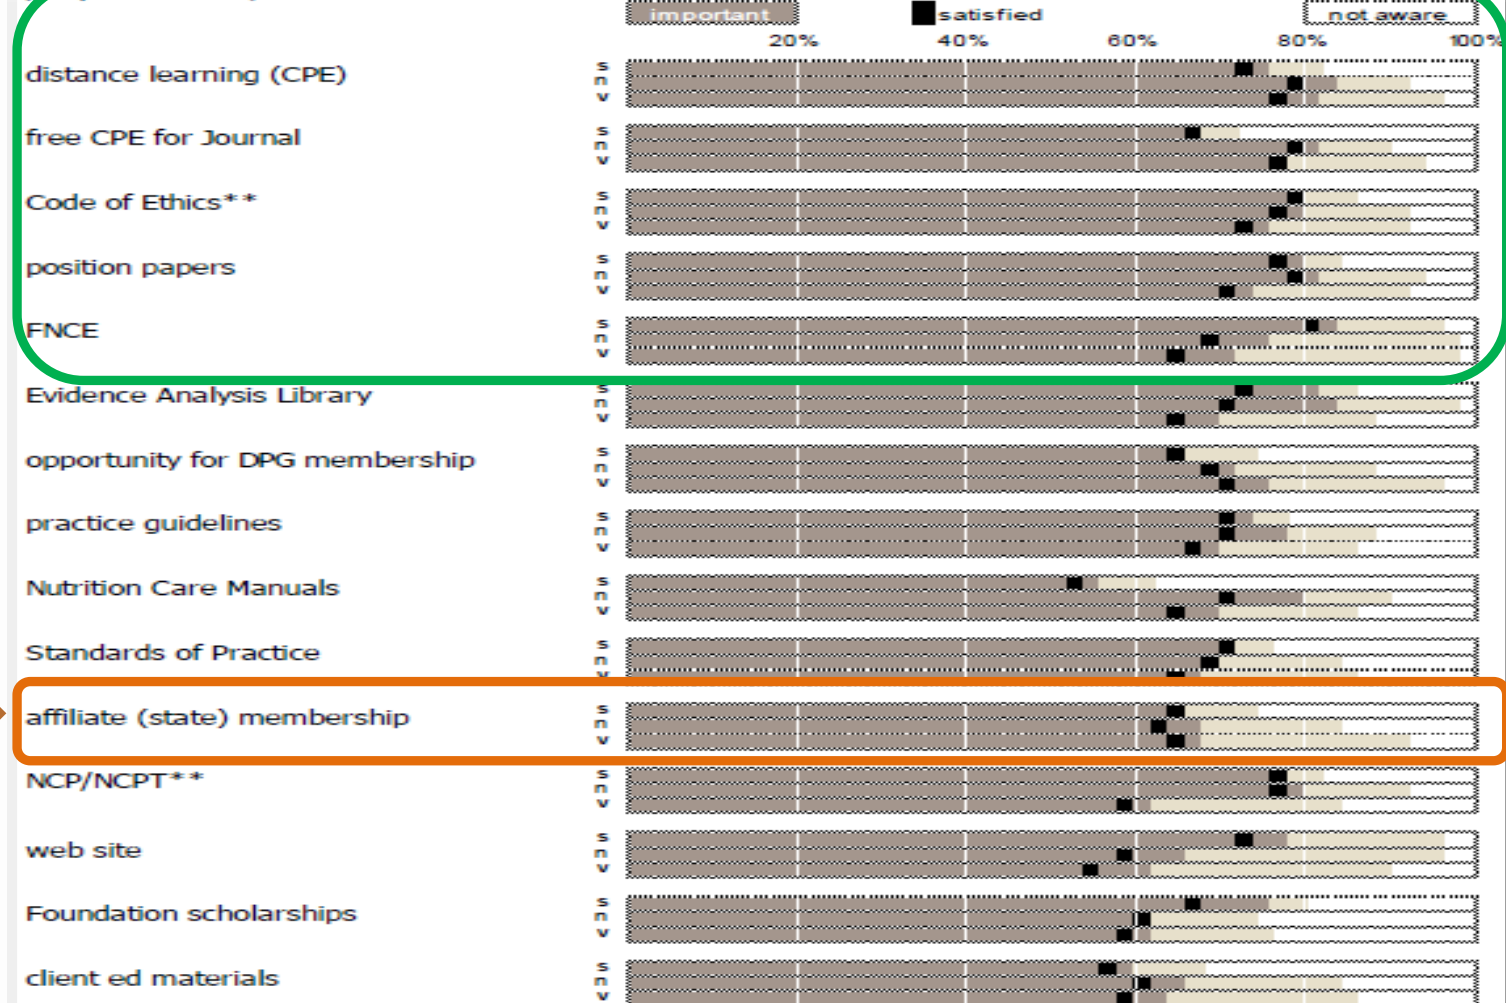 important satisfied not aware
20% 40% 60% 80% 100%
distance learning (CPE) s
n
v
free CPE for Journal s
n
v
Code of Ethics** s
n
v
position papers s
n
v
FNCE s
n
v
Evidence Analysis Library s
n
v
opportunity for DPG membership s
n
v
practice guidelines s
n
v
Nutrition Care Manuals s
n
v
Standards of Practice s
n
v
affiliate (state) membership s
n
v
NCP/NCPT** s
n
v
web site s
n
v
Foundation scholarships s
n
v
client ed materials s
n
v